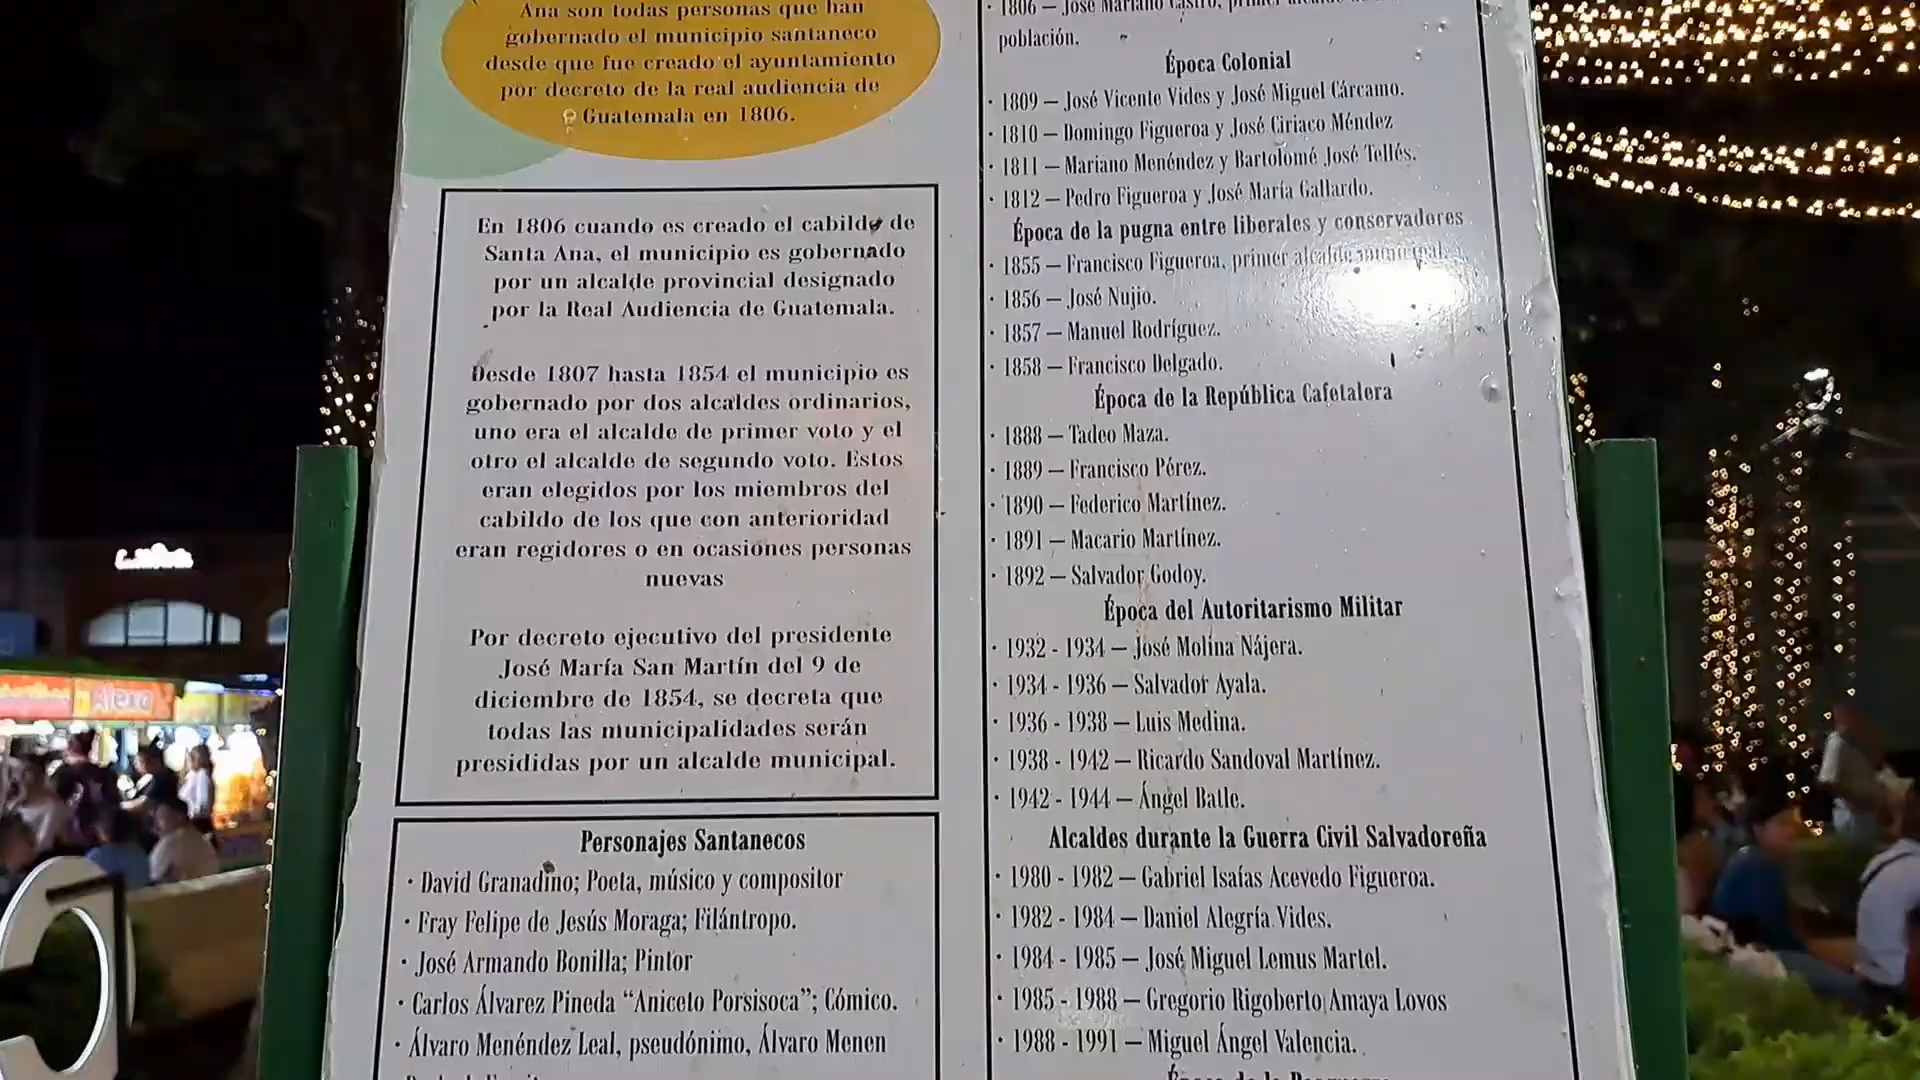 Ana son todas personas que han
gobernado el municipio santaneco
desde que fue creado el ayuntamiento
por decreto de la real audiencia de
Guatemala en 1806.
En 1806 cuando es creado el cabildo de
Santa Ana, el municipio es gobernado
por un alcalde provincial designado
por la Real Audiencia de Guatemala.
Desde 1807 hasta 1854 el municipio es
gobernado por dos alcaldes ordinarios,
uno era el alcalde de primer voto y el
otro el alcalde de segundo voto. Estos
eran elegidos por los miembros del
cabildo de los que con anterioridad
eran regidores o en ocasiones personas
nuevas
Por decreto ejecutivo del presidente
José María San Martín del 9 de
diciembre de 1854, se decreta que
todas las municipalidades serán
presididas por un alcalde municipal.
Personajes Santanecos
· David Granadino; Poeta, músico y compositor
· Fray Felipe de Jesús Moraga; Filántropo.
· José Armando Bonilla; Pintor
· Carlos Álvarez Pineda “Aniceto Porsisoca”; Cómico.
· Álvaro Menéndez Leal, pseudónimo, Álvaro Menen
· 1806 – José Mariano Castro, primer alcalde de
población.
Época Colonial
· 1809 – José Vicente Vides y José Miguel Cárcamo.
· 1810 – Domingo Figueroa y José Ciriaco Méndez
· 1811 – Mariano Menéndez y Bartolomé José Tellés.
· 1812 – Pedro Figueroa y José María Gallardo.
Época de la pugna entre liberales y conservadores
· 1855 – Francisco Figueroa, primer alcalde municipal.
· 1856 – José Nujio.
· 1857 – Manuel Rodríguez.
· 1858 – Francisco Delgado.
Época de la República Cafetalera
· 1888 – Tadeo Maza.
· 1889 – Francisco Pérez.
· 1890 – Federico Martínez.
· 1891 – Macario Martínez.
· 1892 – Salvador Godoy.
Época del Autoritarismo Militar
· 1932 - 1934 – José Molina Nájera.
· 1934 - 1936 – Salvador Ayala.
· 1936 - 1938 – Luis Medina.
· 1938 - 1942 – Ricardo Sandoval Martínez.
· 1942 - 1944 – Ángel Batle.
Alcaldes durante la Guerra Civil Salvadoreña
· 1980 - 1982 – Gabriel Isaías Acevedo Figueroa.
· 1982 - 1984 – Daniel Alegría Vides.
· 1984 - 1985 – José Miguel Lemus Martel.
· 1985 - 1988 – Gregorio Rigoberto Amaya Lovos
· 1988 - 1991 – Miguel Ángel Valencia.